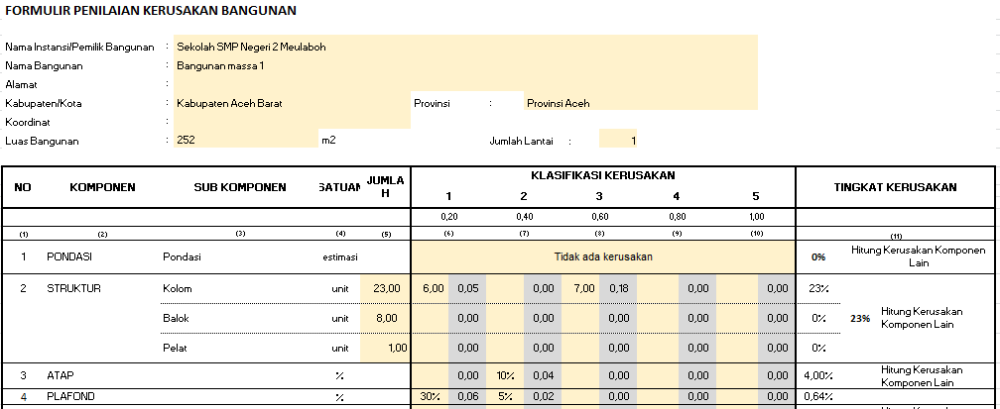 FORMULIR PENILAIAN KERUSAKAN BANGUNAN
Nama Instansi/Pemilik Bangunan : Sekolah SMP Negeri 2 Meulaboh
Nama Bangunan : Bangunan massa 1
Alamat :
Kabupaten/Kota : Kabupaten Aceh Barat Provinsi : Provinsi Aceh
Koordinat :
Luas Bangunan : 252 m2 Jumlah Lantai : 1
NO KOMPONEN SUB KOMPONEN SATUAN JUMLAH KLASIFIKASI KERUSAKAN TINGKAT KERUSAKAN
1 2 3 4 5
0,20 0,40 0,60 0,80 1,00
(1) (2) (3) (4) (5) (6) (7) (8) (9) (10) (11)
1 PONDASI Pondasi estimasi Tidak ada kerusakan 0% Hitung Kerusakan Komponen Lain
2 STRUKTUR Kolom unit 23,00 6,00 0,05 0,00 7,00 0,18 0,00 0,00 23%
Balok unit 8,00 0,00 0,00 0,00 0,00 0,00 0% 23% Hitung Kerusakan Komponen Lain
Pelat unit 1,00 0,00 0,00 0,00 0,00 0,00 0%
3 ATAP % 0,00 10% 0,04 0,00 0,00 0,00 4,00% Hitung Kerusakan Komponen Lain
4 PLAFOND % 30% 0,06 5% 0,02 0,00 0,00 0,00 0,64%